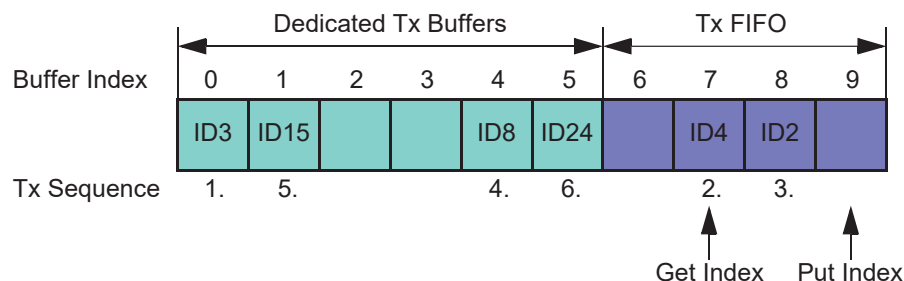 Dedicated Tx Buffers Tx FIFO
Buffer Index 0 1 2 3 4 5 6 7 8 9
ID3 ID15 ID8 ID24 ID4 ID2
Tx Sequence 1. 5. 4. 6. 2. 3.
Get Index Put Index